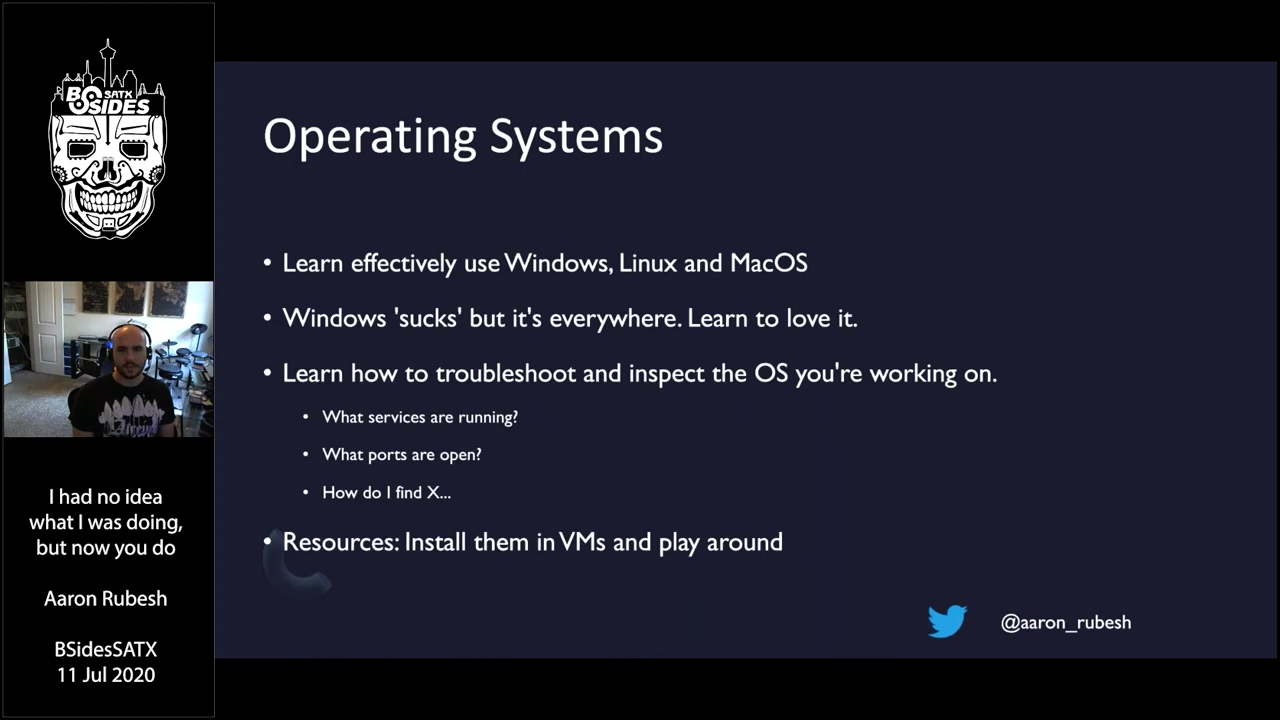 BSIDES
SATX
I had no idea
what I was doing,
but now you do
Aaron Rubesh
BSidesSATX
11 Jul 2020
Operating Systems
• Learn effectively use Windows, Linux and MacOS
• Windows 'sucks' but it's everywhere. Learn to love it.
• Learn how to troubleshoot and inspect the OS you're working on.
• What services are running?
• What ports are open?
• How do I find X...
• Resources: Install them in VMs and play around
@aaron_rubesh